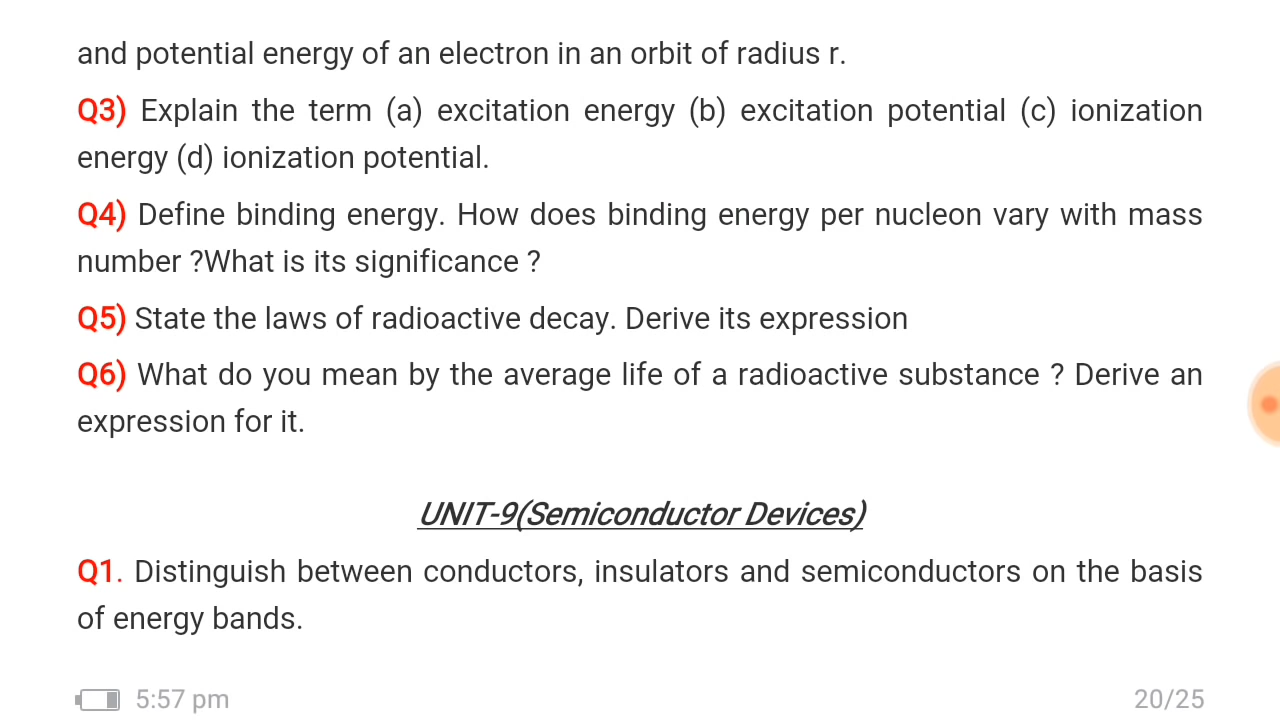 and potential energy of an electron in an orbit of radius r.
Q3) Explain the term (a) excitation energy (b) excitation potential (c) ionization
energy (d) ionization potential.
Q4) Define binding energy. How does binding energy per nucleon vary with mass
number ?What is its significance ?
Q5) State the laws of radioactive decay. Derive its expression
Q6) What do you mean by the average life of a radioactive substance ? Derive an
expression for it.
UNIT-9(Semiconductor Devices)
Q1. Distinguish between conductors, insulators and semiconductors on the basis
of energy bands.
5:57 pm
20/25